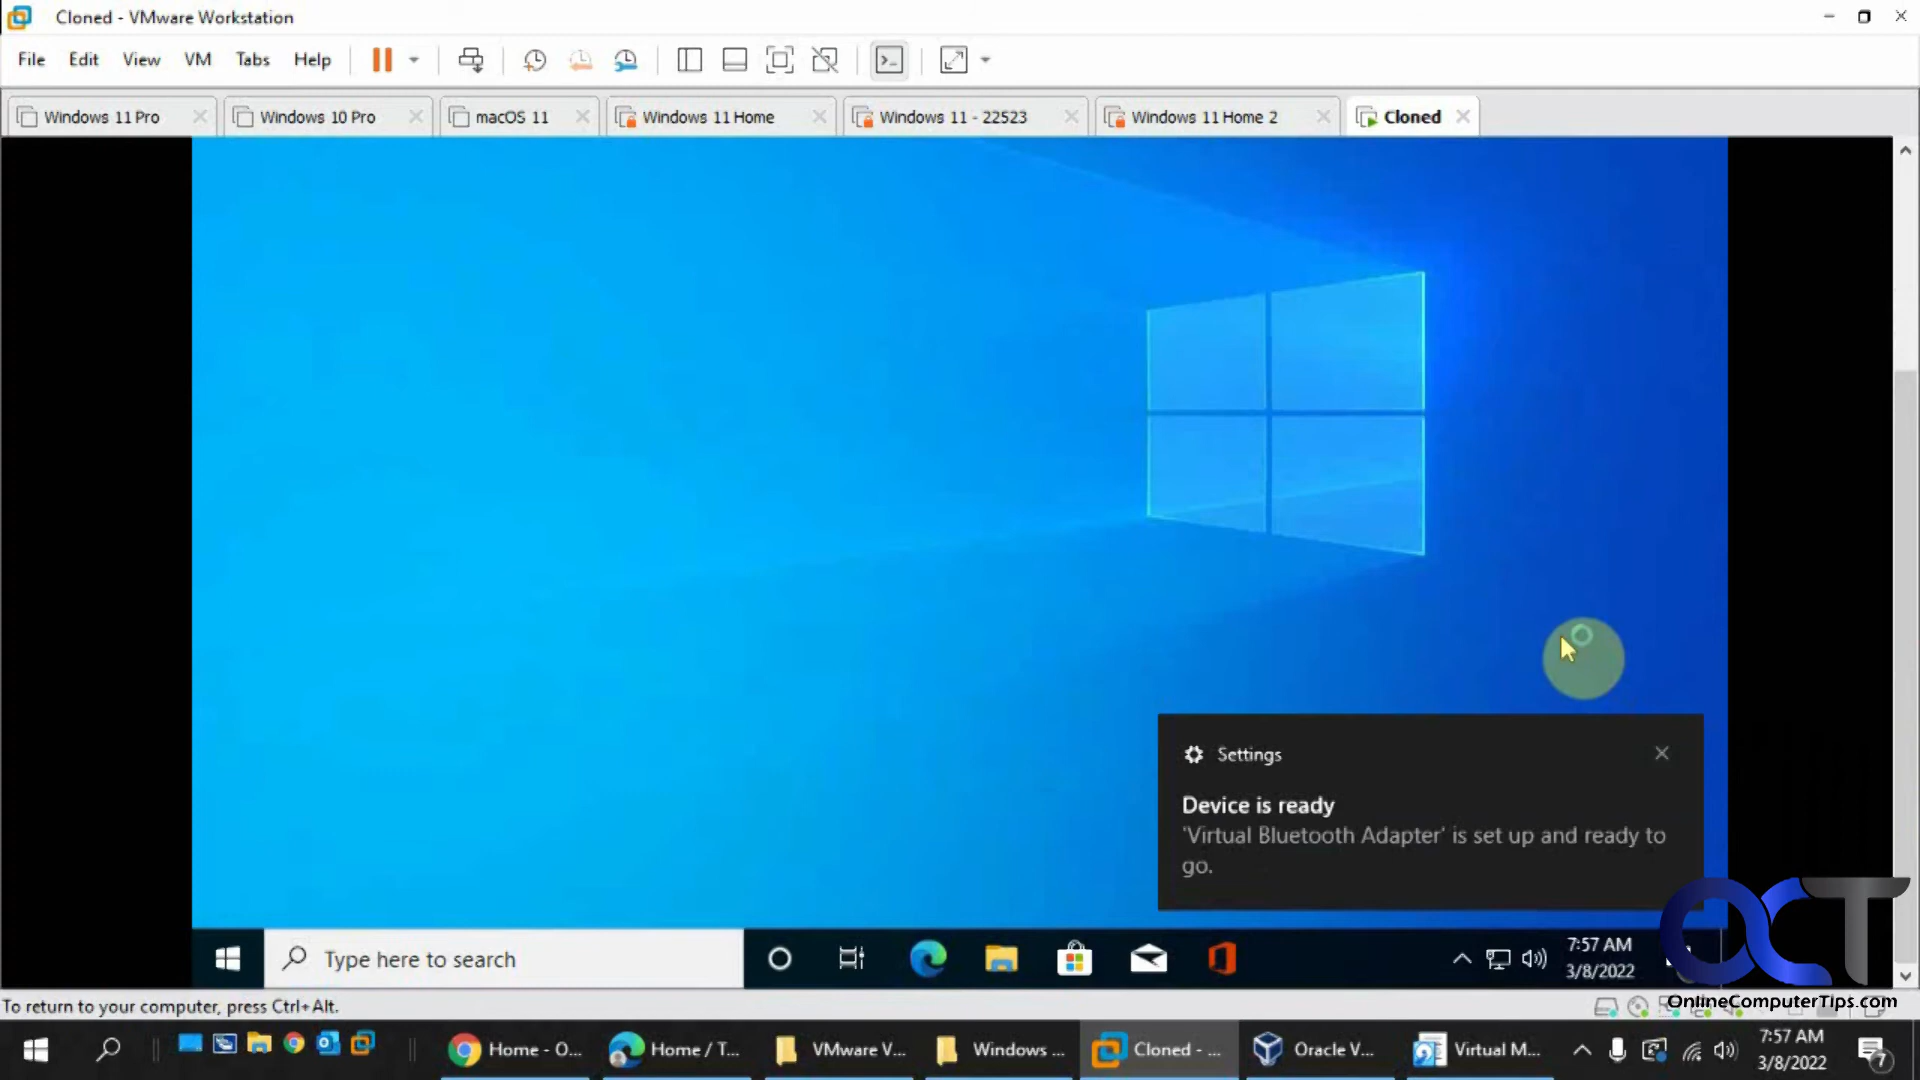 Cloned - VMware Workstation
File Edit View VM Tabs Help
Windows 11 Pro Windows 10 Pro macOS 11 Windows 11 Home Windows 11 - 22523 Windows 11 Home 2 Cloned
Settings
Device is ready
'Virtual Bluetooth Adapter' is set up and ready to
go.
Type here to search
7:57 AM
3/8/2022
OCT
OnlineComputerTips.com
To return to your computer, press Ctrl+Alt.
Home - O... Home / T... VMware V... Windows ... Cloned - ... Oracle V... Virtual M...
7:57 AM
3/8/2022
7